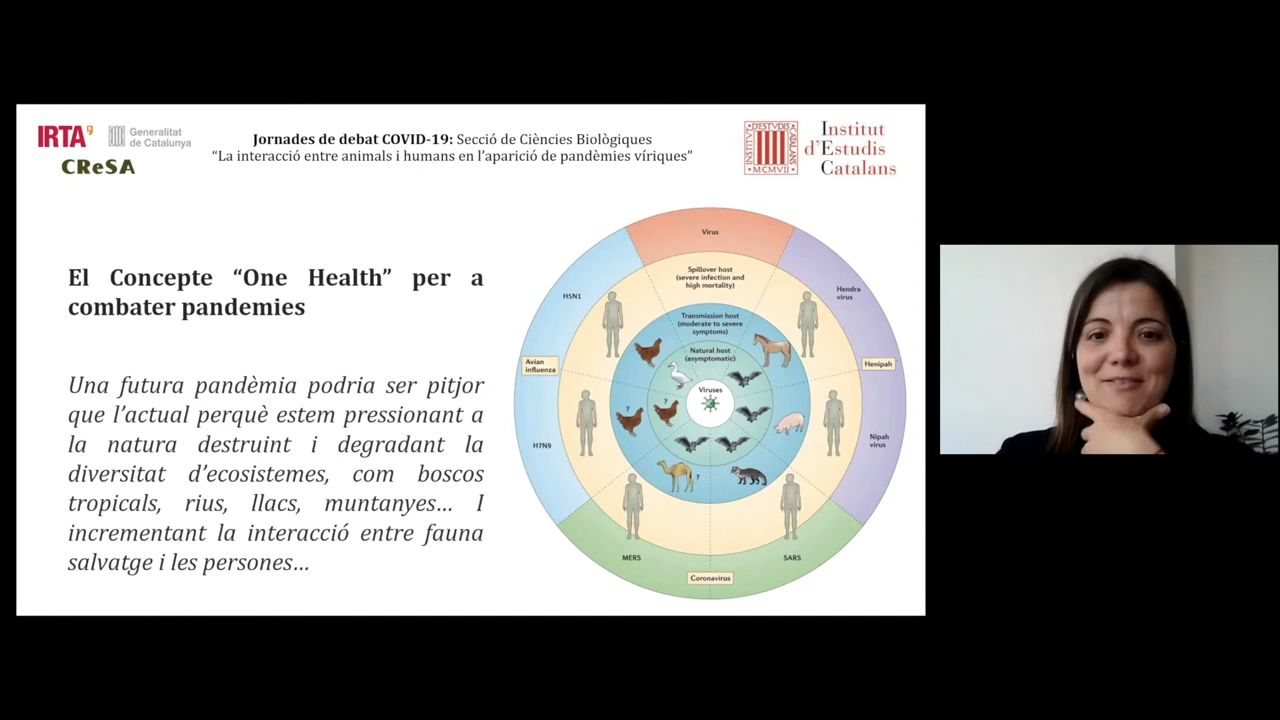 IRTA
Generalitat
de Catalunya
CReSA
Jornades de debat COVID-19: Secció de Ciències Biològiques
“La interacció entre animals i humans en l’aparició de pandèmies víriques”
INSTITVT D'ESTVDIS CATALANS
MCMVII
Institut
d’Estudis
Catalans
El Concepte “One Health” per a
combater pandemies
Una futura pandèmia podria ser pitjor
que l’actual perquè estem pressionant a
la natura destruint i degradant la
diversitat d’ecosistemes, com boscos
tropicals, rius, llacs, muntanyes… I
incrementant la interacció entre fauna
salvatge i les persones…
Virus
Spillover host
(severe infection and
high mortality)
H5N1
Hendra
virus
Transmission host
(moderate to severe
symptoms)
Natural host
(asymptomatic)
Avian
influenza
Henipah
Viruses
?
?
H7N9
Nipah
virus
?
MERS
SARS
Coronavirus